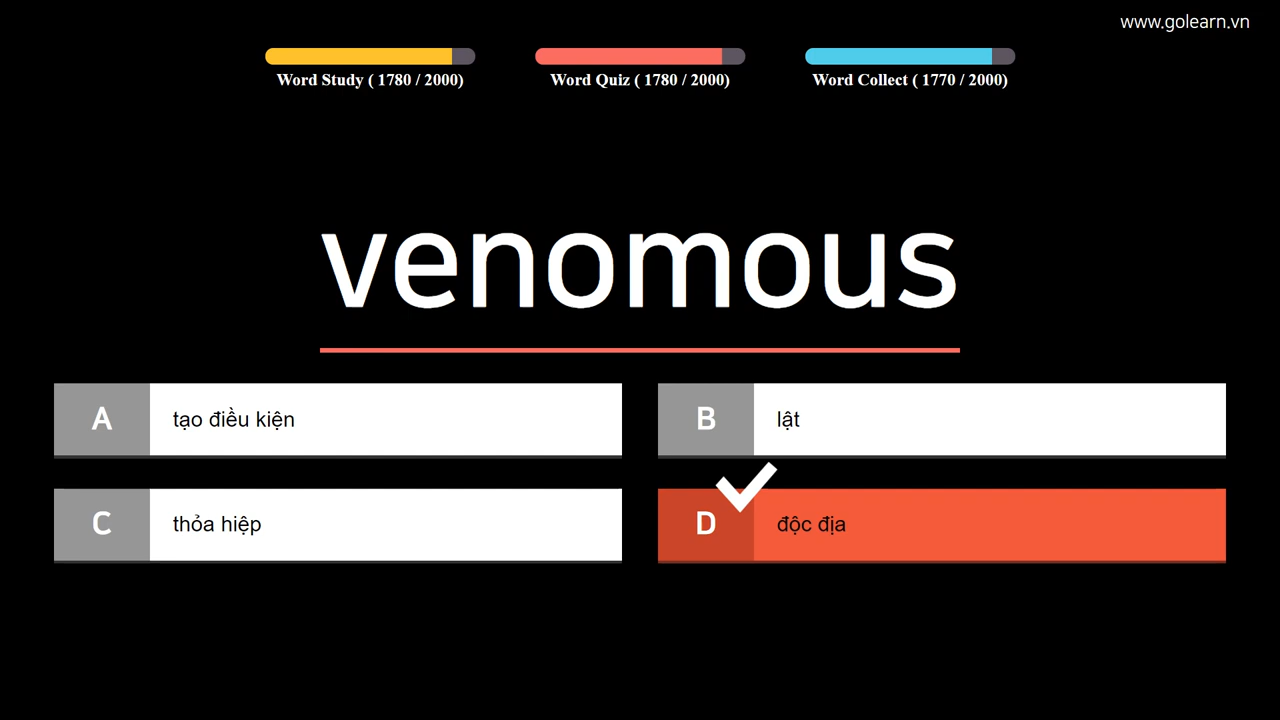 www.golearn.vn
Word Study ( 1780 / 2000)
Word Quiz ( 1780 / 2000)
Word Collect ( 1770 / 2000)
venomous
A
tạo điều kiện
B
lật
C
thỏa hiệp
D
độc địa